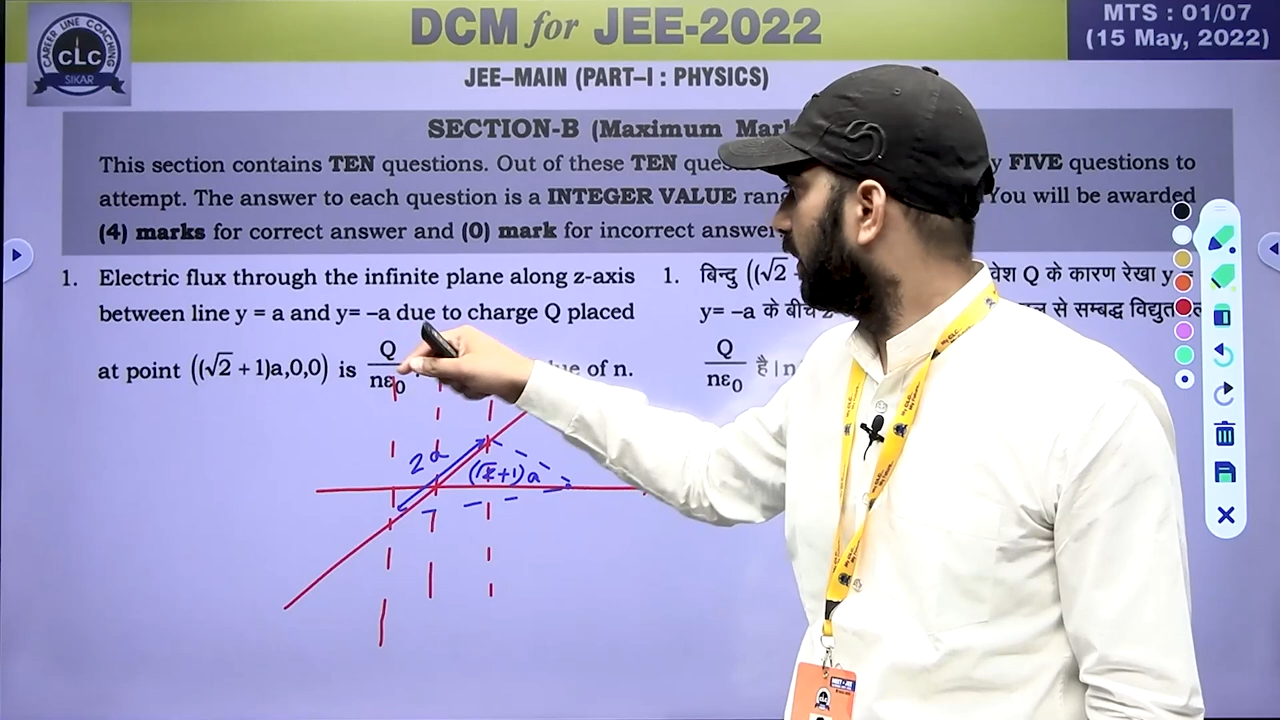 CAREER LINE COACHING
CLC
SIKAR
DCM for JEE-2022
MTS : 01/07
(15 May, 2022)
JEE–MAIN (PART–I : PHYSICS)
SECTION-B (Maximum
This section contains TEN questions. Out of these TEN FIVE questions to
attempt. The answer to each question is a INTEGER VALUE You will be awarded
(4) marks for correct answer and (0) mark for incorrect answer
1. Electric flux through the infinite plane along z-axis
between line y = a and y= –a due to charge Q placed
at point ((√2 + 1)a,0,0) is Q/nε0 of n.
1. बिन्दु ((√2 Q के कारण रेखा y
y= –a के बीच से सम्बद्ध विद्युत
Q/nε0 है। n
2a
(√2+1)a